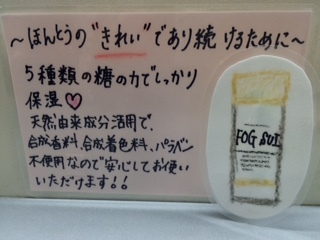 ～ほんとうの"きれい"であり続けるために～
5種類の糖の力でしっかり
保湿♡
天然由来成分活用で、
合成香料、合成着色料、パラベン
不使用なので安心してお使い
いただけます!!
FOG